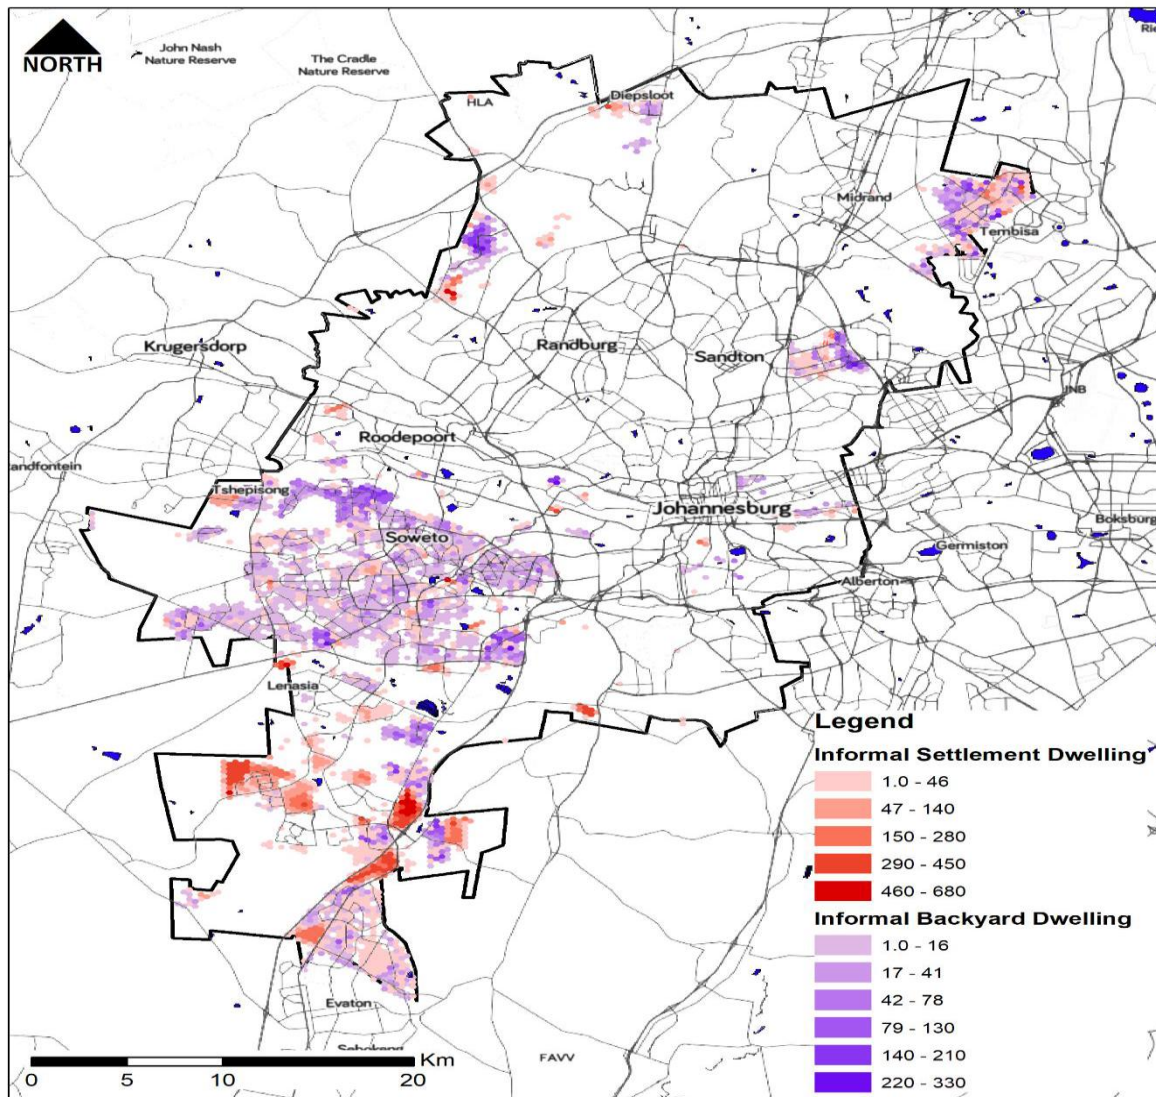 NORTH
John Nash
Nature Reserve
The Cradle
Nature Reserve
HLA
Diepsloot
Midrand
Tembisa
Krugersdorp
Randburg
Sandton
JNB
Roodepoort
andfontein
Tshepisong
Johannesburg
Boksburg
Soweto
Germiston
Alberton
Lenasia
Evaton
FAVV
Legend
Informal Settlement Dwelling
1.0 - 46
47 - 140
150 - 280
290 - 450
460 - 680
Informal Backyard Dwelling
1.0 - 16
17 - 41
42 - 78
79 - 130
140 - 210
220 - 330
Km
0 5 10 20